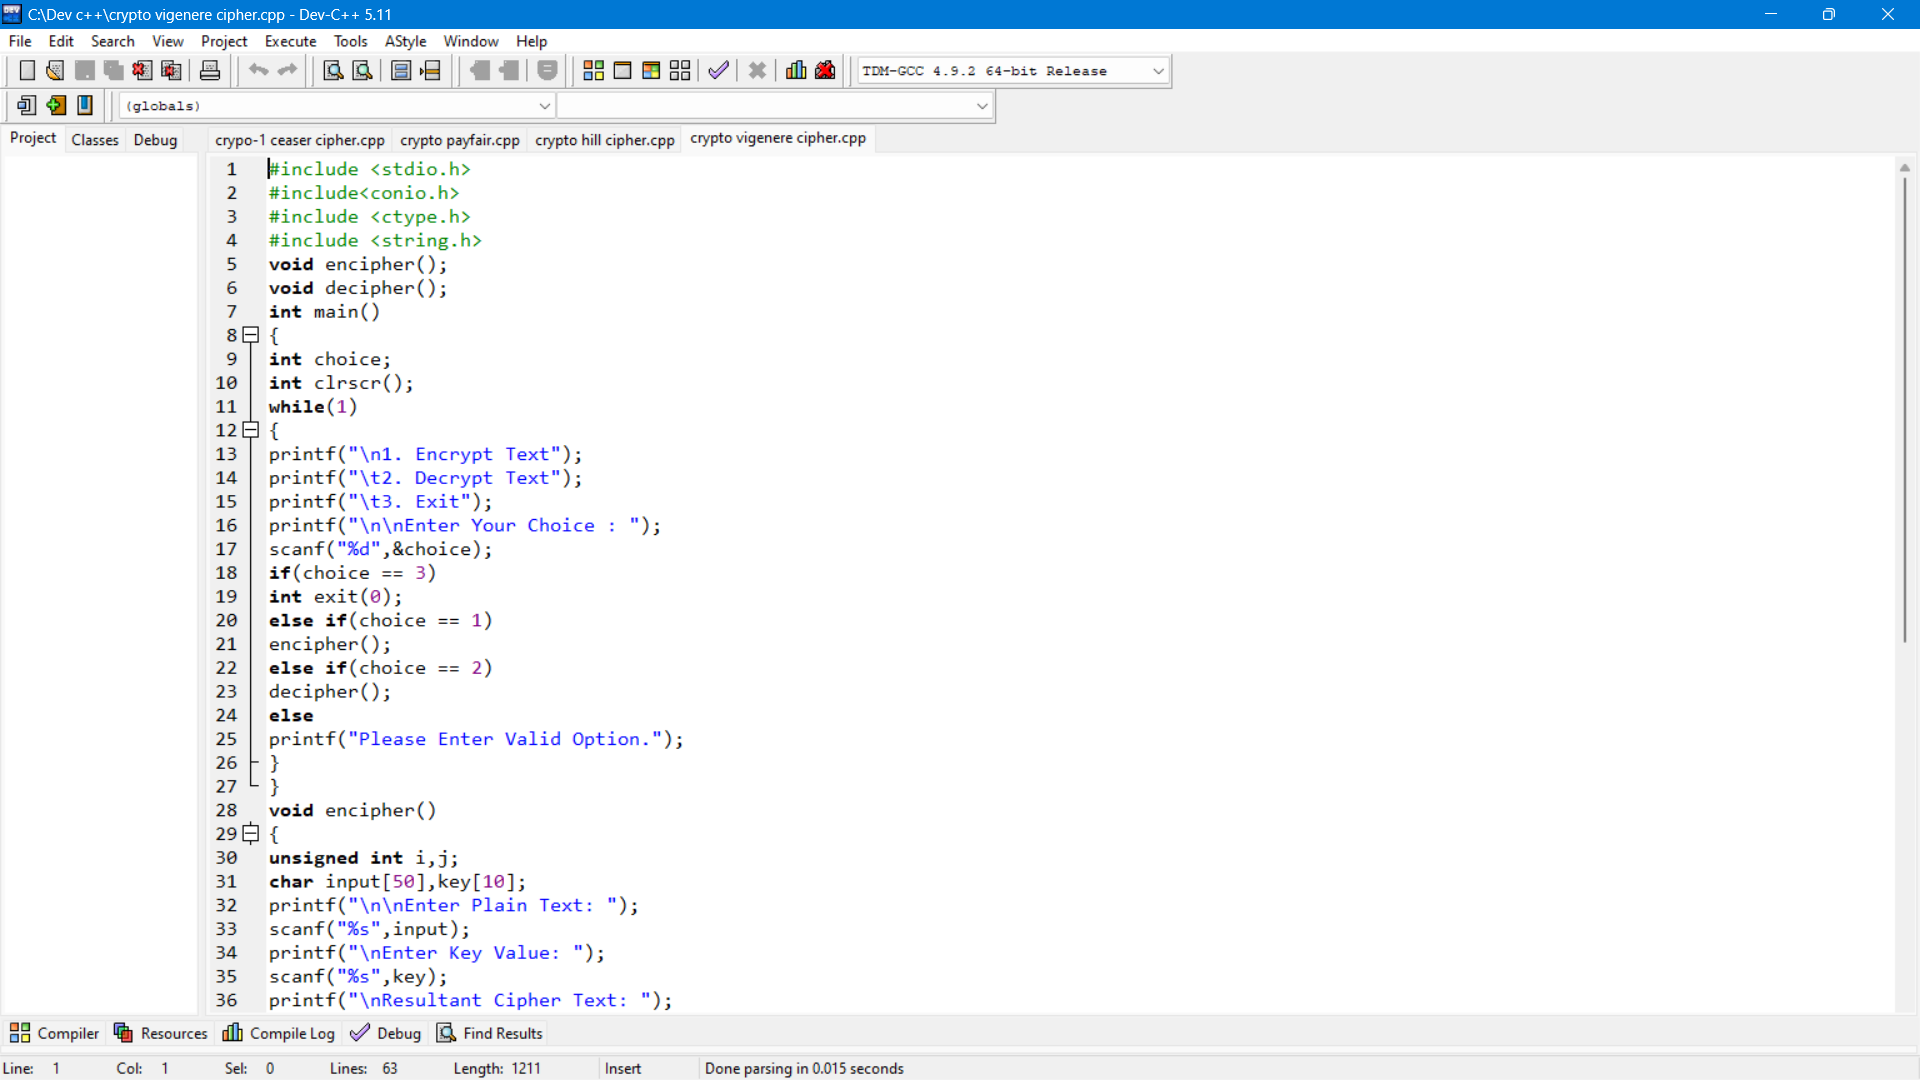 C:\Dev c++\crypto vigenere cipher.cpp - Dev-C++ 5.11
File Edit Search View Project Execute Tools AStyle Window Help
TDM-GCC 4.9.2 64-bit Release
(globals)
Project Classes Debug crypo-1 ceaser cipher.cpp crypto payfair.cpp crypto hill cipher.cpp crypto vigenere cipher.cpp
1 #include <stdio.h>
2 #include<conio.h>
3 #include <ctype.h>
4 #include <string.h>
5 void encipher();
6 void decipher();
7 int main()
8 {
9 int choice;
10 int clrscr();
11 while(1)
12 {
13 printf("\n1. Encrypt Text");
14 printf("\t2. Decrypt Text");
15 printf("\t3. Exit");
16 printf("\n\nEnter Your Choice : ");
17 scanf("%d",&choice);
18 if(choice == 3)
19 int exit(0);
20 else if(choice == 1)
21 encipher();
22 else if(choice == 2)
23 decipher();
24 else
25 printf("Please Enter Valid Option.");
26 }
27 }
28 void encipher()
29 {
30 unsigned int i,j;
31 char input[50],key[10];
32 printf("\n\nEnter Plain Text: ");
33 scanf("%s",input);
34 printf("\nEnter Key Value: ");
35 scanf("%s",key);
36 printf("\nResultant Cipher Text: ");
Compiler Resources Compile Log Debug Find Results
Line: 1 Col: 1 Sel: 0 Lines: 63 Length: 1211 Insert Done parsing in 0.015 seconds